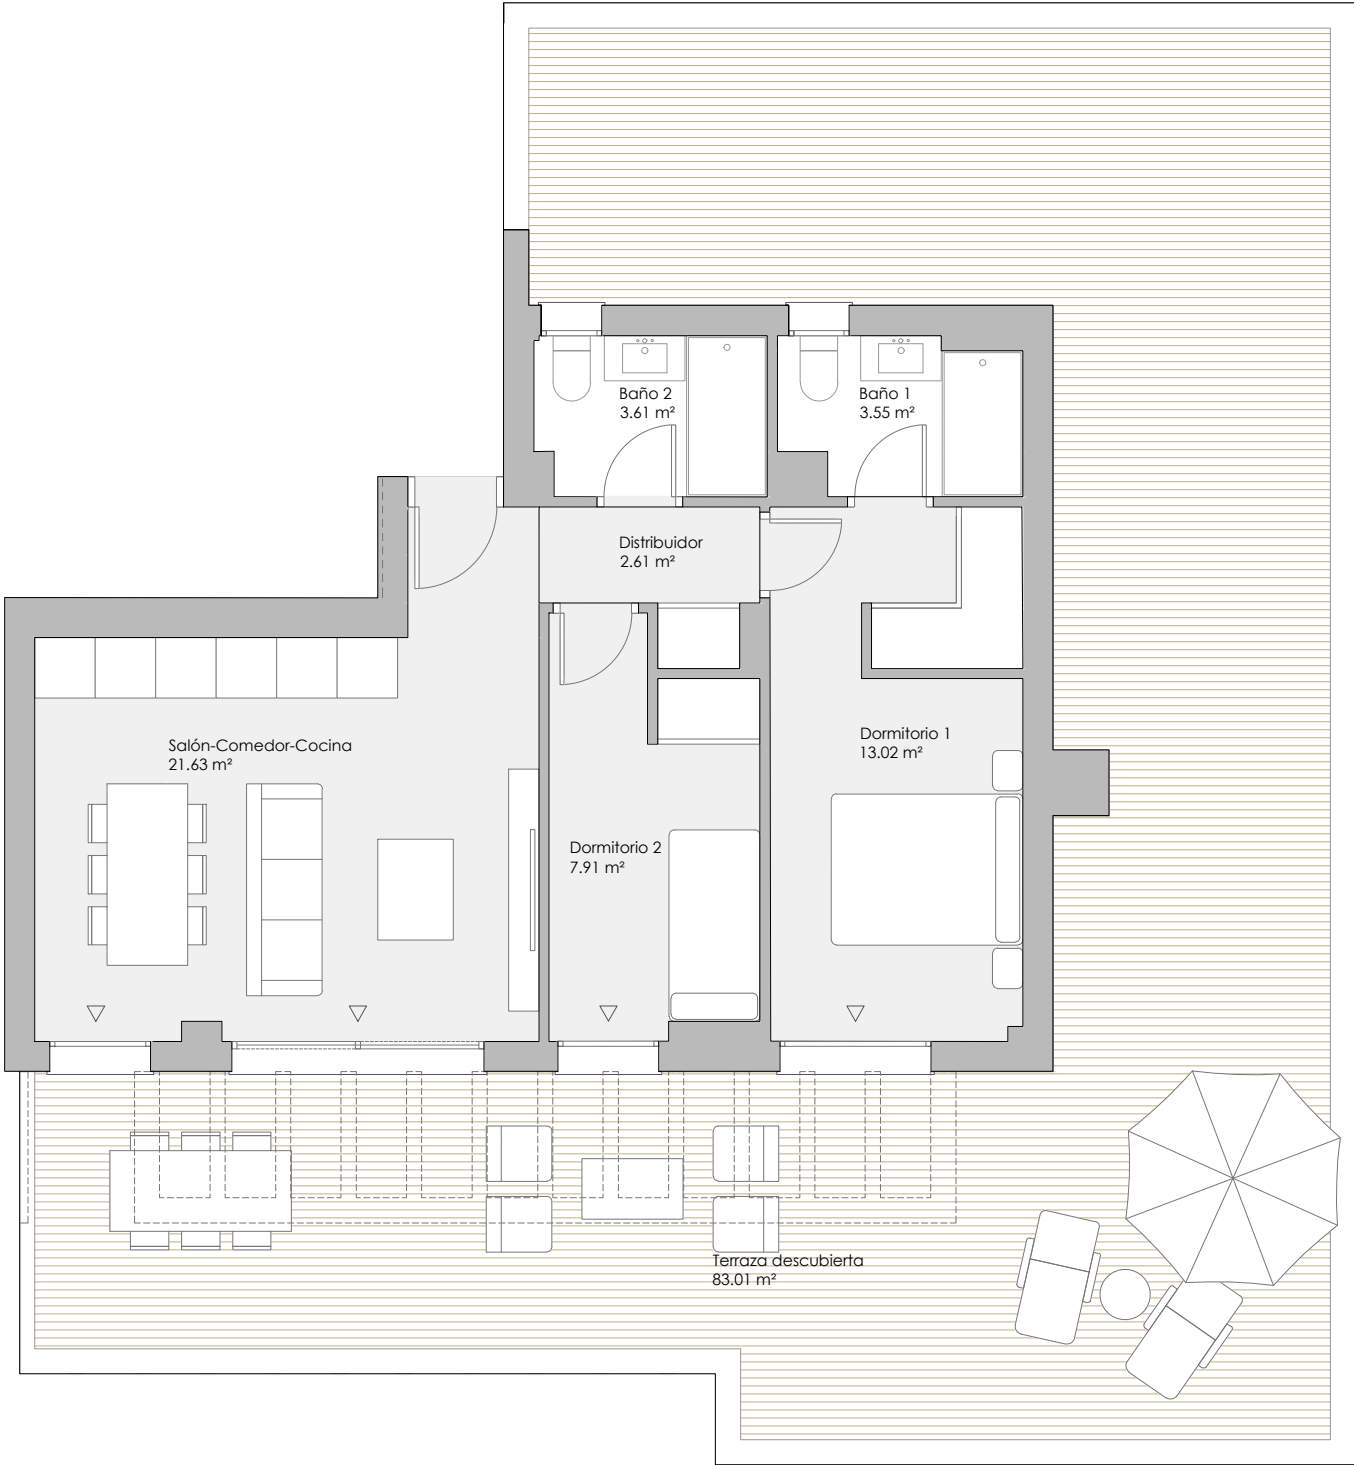 Baño 2
3.61 m²
Baño 1
3.55 m²
Distribuidor
2.61 m²
Salón-Comedor-Cocina
21.63 m²
Dormitorio 1
13.02 m²
Dormitorio 2
7.91 m²
Terraza descubierta
83.01 m²